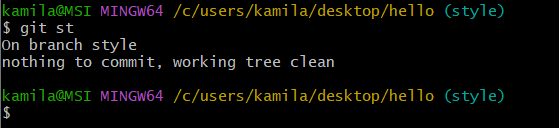 kamila@MSI MINGW64 /c/users/kamila/desktop/hello (style)
$ git st
On branch style
nothing to commit, working tree clean
kamila@MSI MINGW64 /c/users/kamila/desktop/hello (style)
$